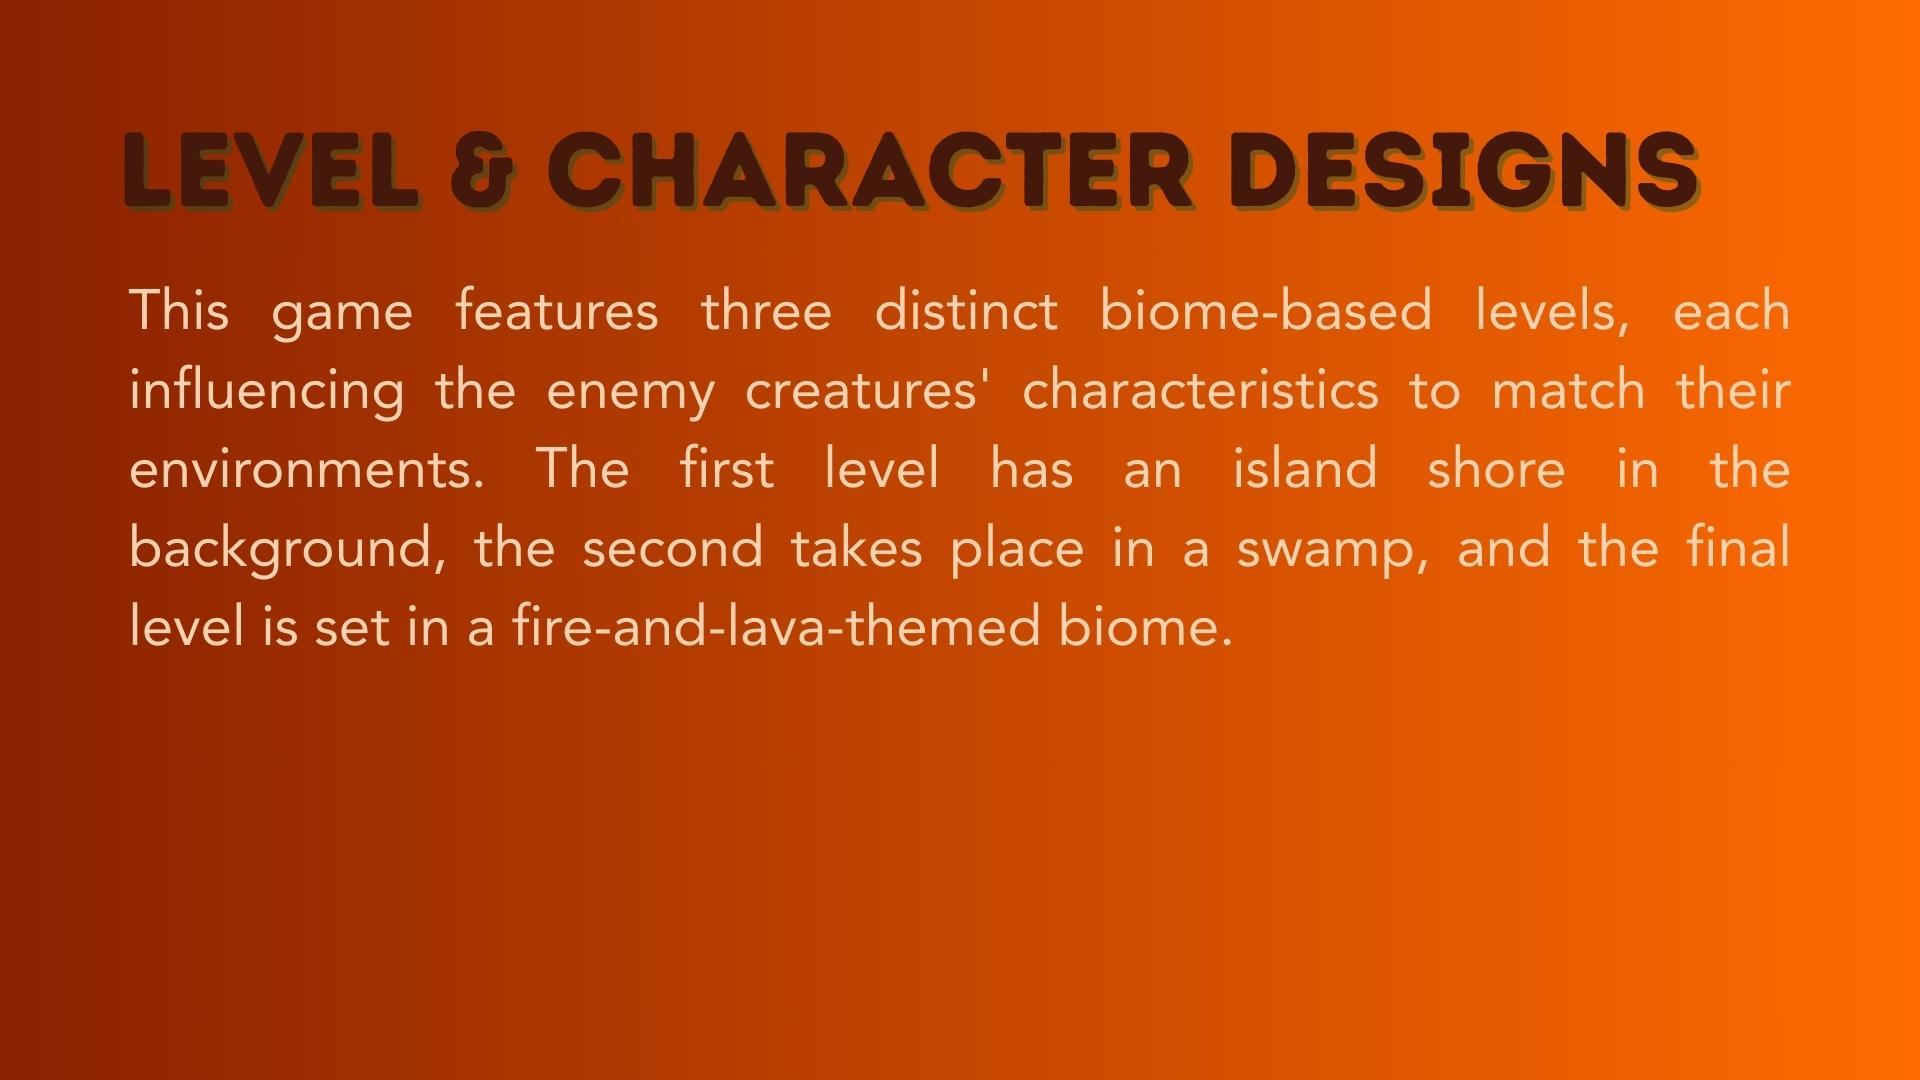 LEVEL & CHARACTER DESIGNS
This game features three distinct biome-based levels, each
influencing the enemy creatures' characteristics to match their
environments. The first level has an island shore in the
background, the second takes place in a swamp, and the final
level is set in a fire-and-lava-themed biome.